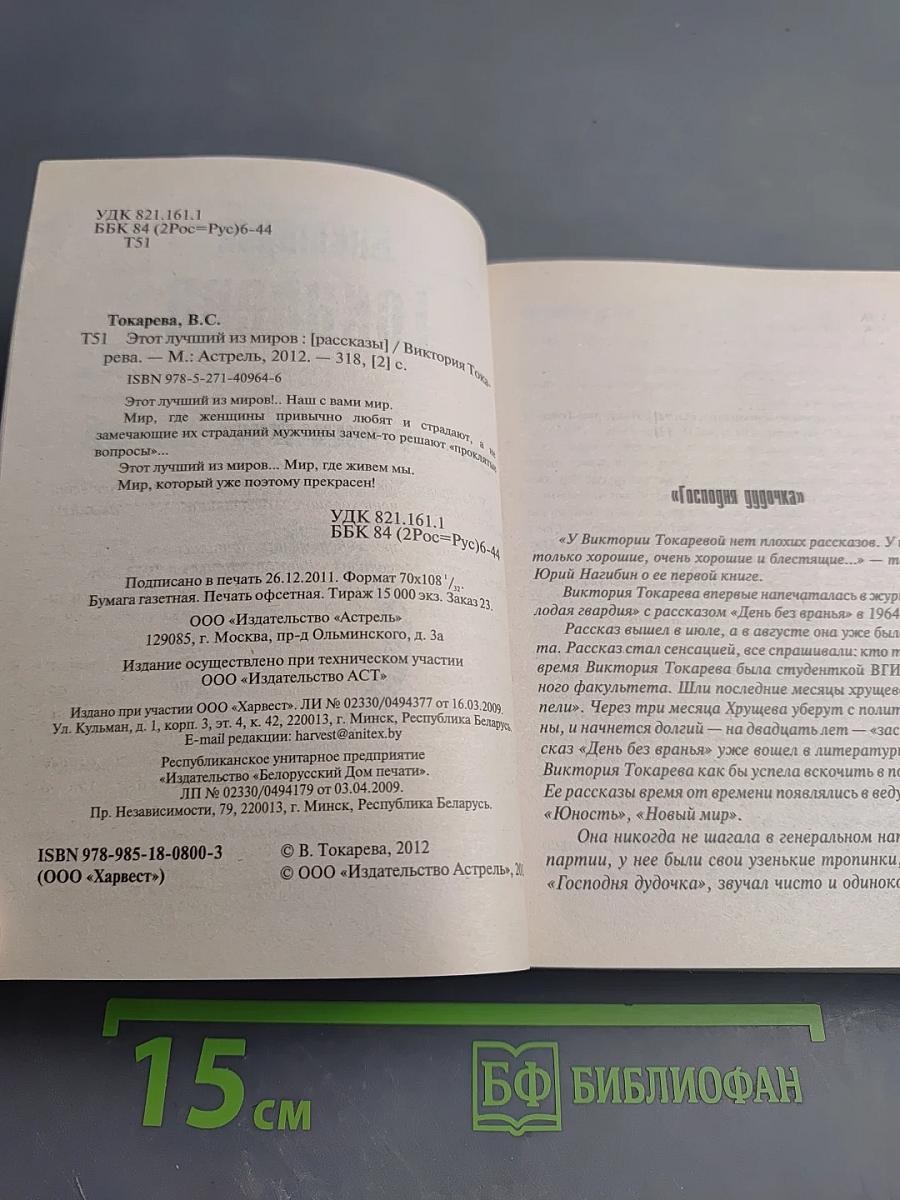 УДК 821.161.1
ББК 84 (2Рос=Рус)6-44
Т51
Токарева, В.С.
Т51 Этот лучший из миров : [рассказы] / Виктория Тока-
рева. — М.: Астрель, 2012. — 318, [2] с.
ISBN 978-5-271-40964-6
Этот лучший из миров!.. Наш с вами мир.
Мир, где женщины привычно любят и страдают, а не
замечающие их страданий мужчины зачем-то решают «проклятые
вопросы»...
Этот лучший из миров... Мир, где живем мы.
Мир, который уже поэтому прекрасен!
УДК 821.161.1
ББК 84 (2Рос=Рус)6-44
Подписано в печать 26.12.2011. Формат 70х108 1/32.
Бумага газетная. Печать офсетная. Тираж 15 000 экз. Заказ 23.
ООО «Издательство «Астрель»
129085, г. Москва, пр-д Ольминского, д. 3а
Издание осуществлено при техническом участии
ООО «Издательство АСТ»
Издано при участии ООО «Харвест». ЛИ № 02330/0494377 от 16.03.2009.
Ул. Кульман, д. 1, корп. 3, эт. 4, к. 42, 220013, г. Минск, Республика Беларусь.
E-mail редакции: harvest@anitex.by
Республиканское унитарное предприятие
«Издательство «Белорусский Дом печати».
ЛП № 02330/0494179 от 03.04.2009.
Пр. Независимости, 79, 220013, г. Минск, Республика Беларусь.
ISBN 978-985-18-0800-3
(ООО «Харвест»)
© В. Токарева, 2012
© ООО «Издательство Астрель», 20
«Господня дудочка»
«У Виктории Токаревой нет плохих рассказов. У
только хорошие, очень хорошие и блестящие...» — т
Юрий Нагибин о ее первой книге.
Виктория Токарева впервые напечаталась в жур
лодая гвардия» с рассказом «День без вранья» в 1964
Рассказ вышел в июле, а в августе она уже был
та. Рассказ стал сенсацией, все спрашивали: кто т
время Виктория Токарева была студенткой ВГИ
ного факультета. Шли последние месяцы хрущев
пели». Через три месяца Хрущева уберут с полит
ны, и начнется долгий — на двадцать лет — «зас
сказ «День без вранья» уже вошел в литератур
Виктория Токарева как бы успела вскочить в по
Ее рассказы время от времени появлялись в веду
«Юность», «Новый мир».
Она никогда не шагала в генеральном нап
партии, у нее были свои узенькие тропинки,
«Господня дудочка», звучал чисто и одинок
15 см
БФ БИБЛИОФАН